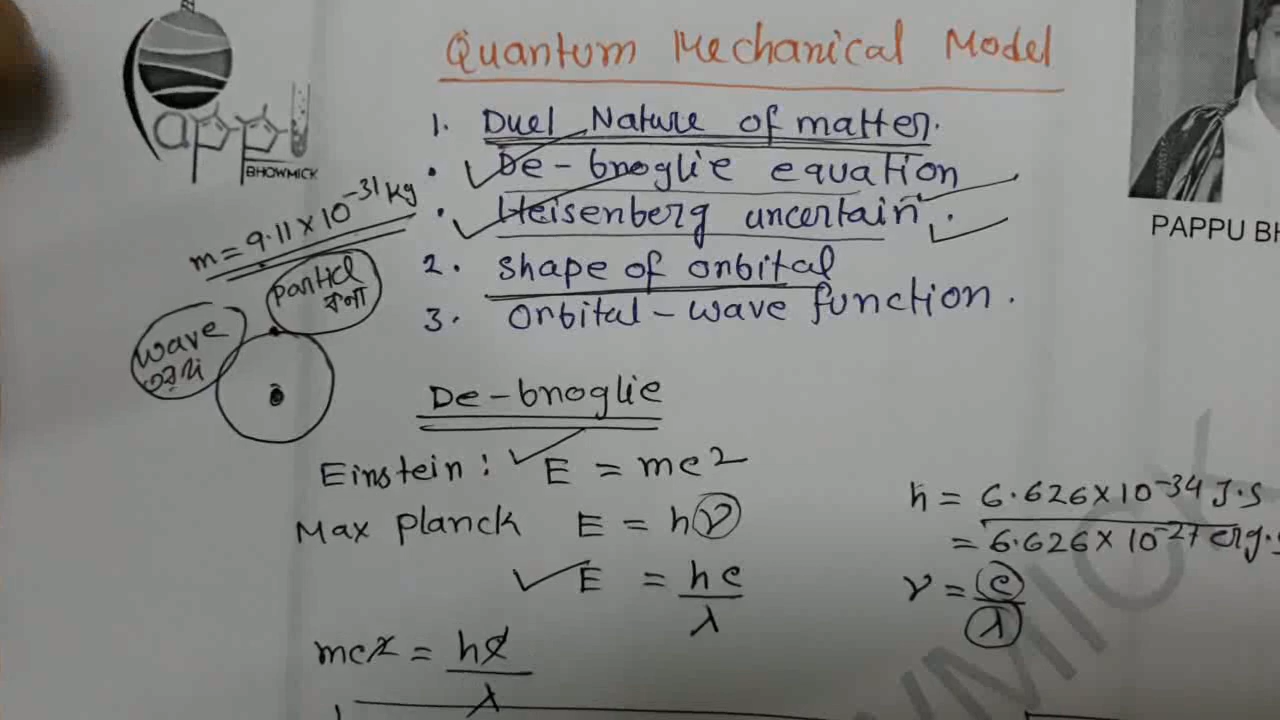 Quantum Mechanical Model
1. Duel Nature of matter.
• De-broglie equation
• Heisenberg uncertain.
2. shape of orbital
3. orbital-wave function.
BHOWMICK
PAPPU BH
m = 9.11 × 10⁻³¹ kg
particl
কনা
wave
তরঙ্গ
De-broglie
Einstein: E = mc²
Max planck E = hν
E = hc/λ
mc² = hc/λ
h = 6.626×10⁻³⁴ J.S
= 6.626×10⁻²⁷ erg.s
ν = c/λ